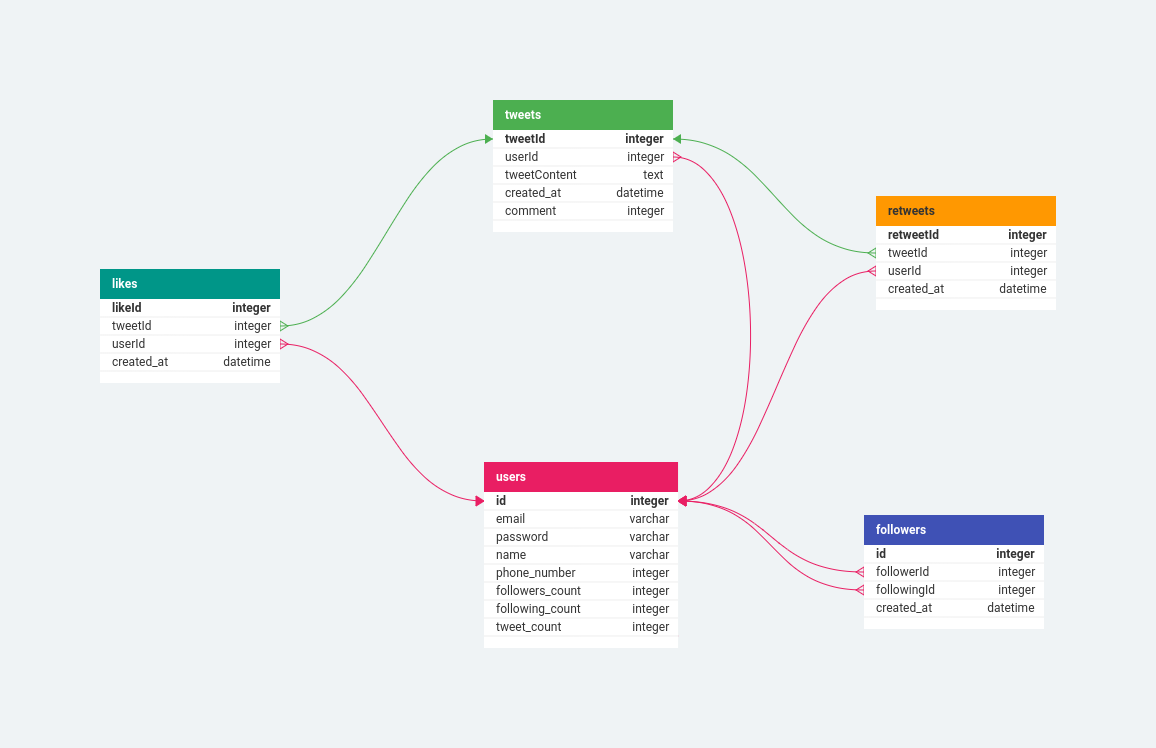 tweets
tweetId integer
userId integer
tweetContent text
created_at datetime
comment integer
retweets
retweetId integer
tweetId integer
userId integer
created_at datetime
likes
likeId integer
tweetId integer
userId integer
created_at datetime
users
id integer
email varchar
password varchar
name varchar
phone_number integer
followers_count integer
following_count integer
tweet_count integer
followers
id integer
followerId integer
followingId integer
created_at datetime